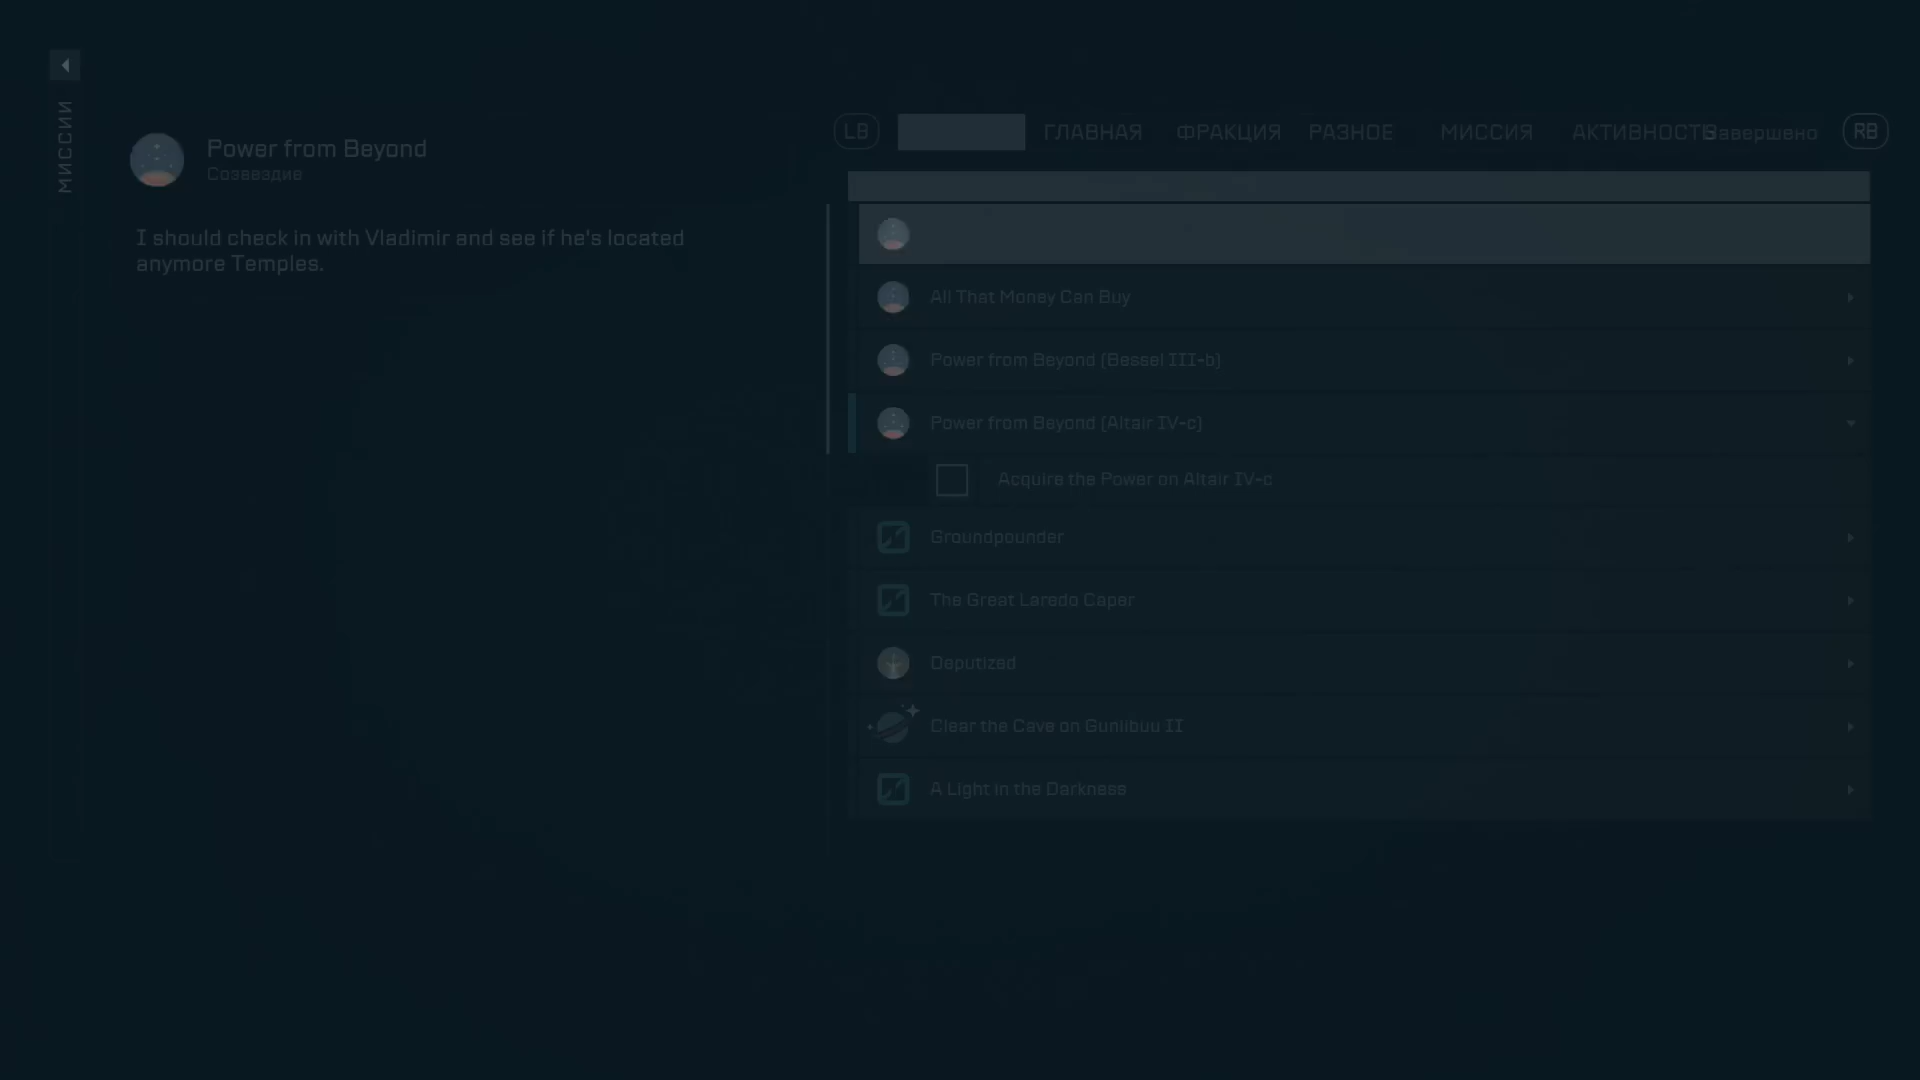 МИССИИ
Power from Beyond
Созвездие
I should check in with Vladimir and see if he's located
anymore Temples.
LB
ГЛАВНАЯ
ФРАКЦИЯ
РАЗНОЕ
МИССИЯ
АКТИВНОСТЬ
Завершено
RB
All That Money Can Buy
Power from Beyond (Bessel III-b)
Power from Beyond (Altair IV-c)
Acquire the Power on Altair IV-c
Groundpounder
The Great Laredo Caper
Deputized
Clear the Cave on Guniibuu II
A Light in the Darkness